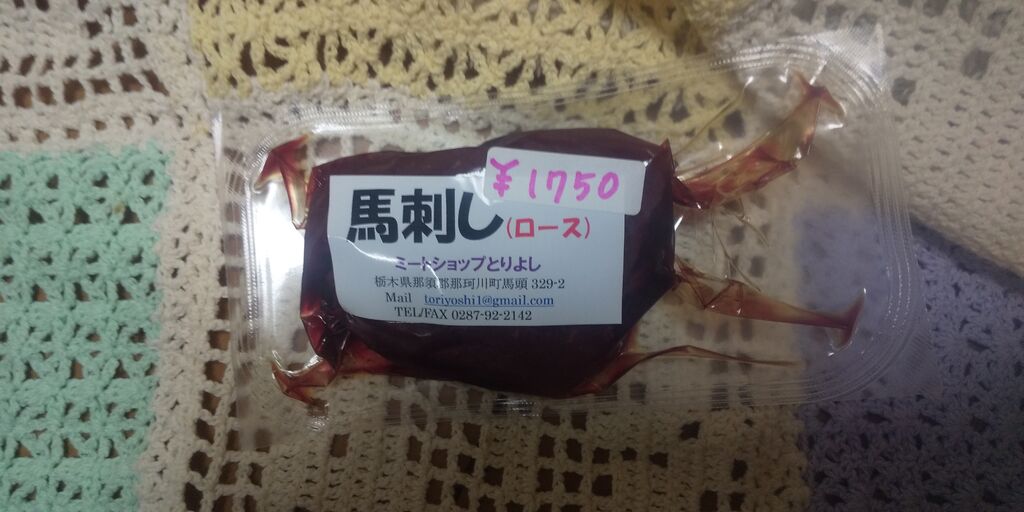 ¥1750
馬刺し(ロース)
ミートショップとりよし
栃木県那須郡那珂川町馬頭 329-2
Mail toriyoshi1@gmail.com
TEL/FAX 0287-92-2142